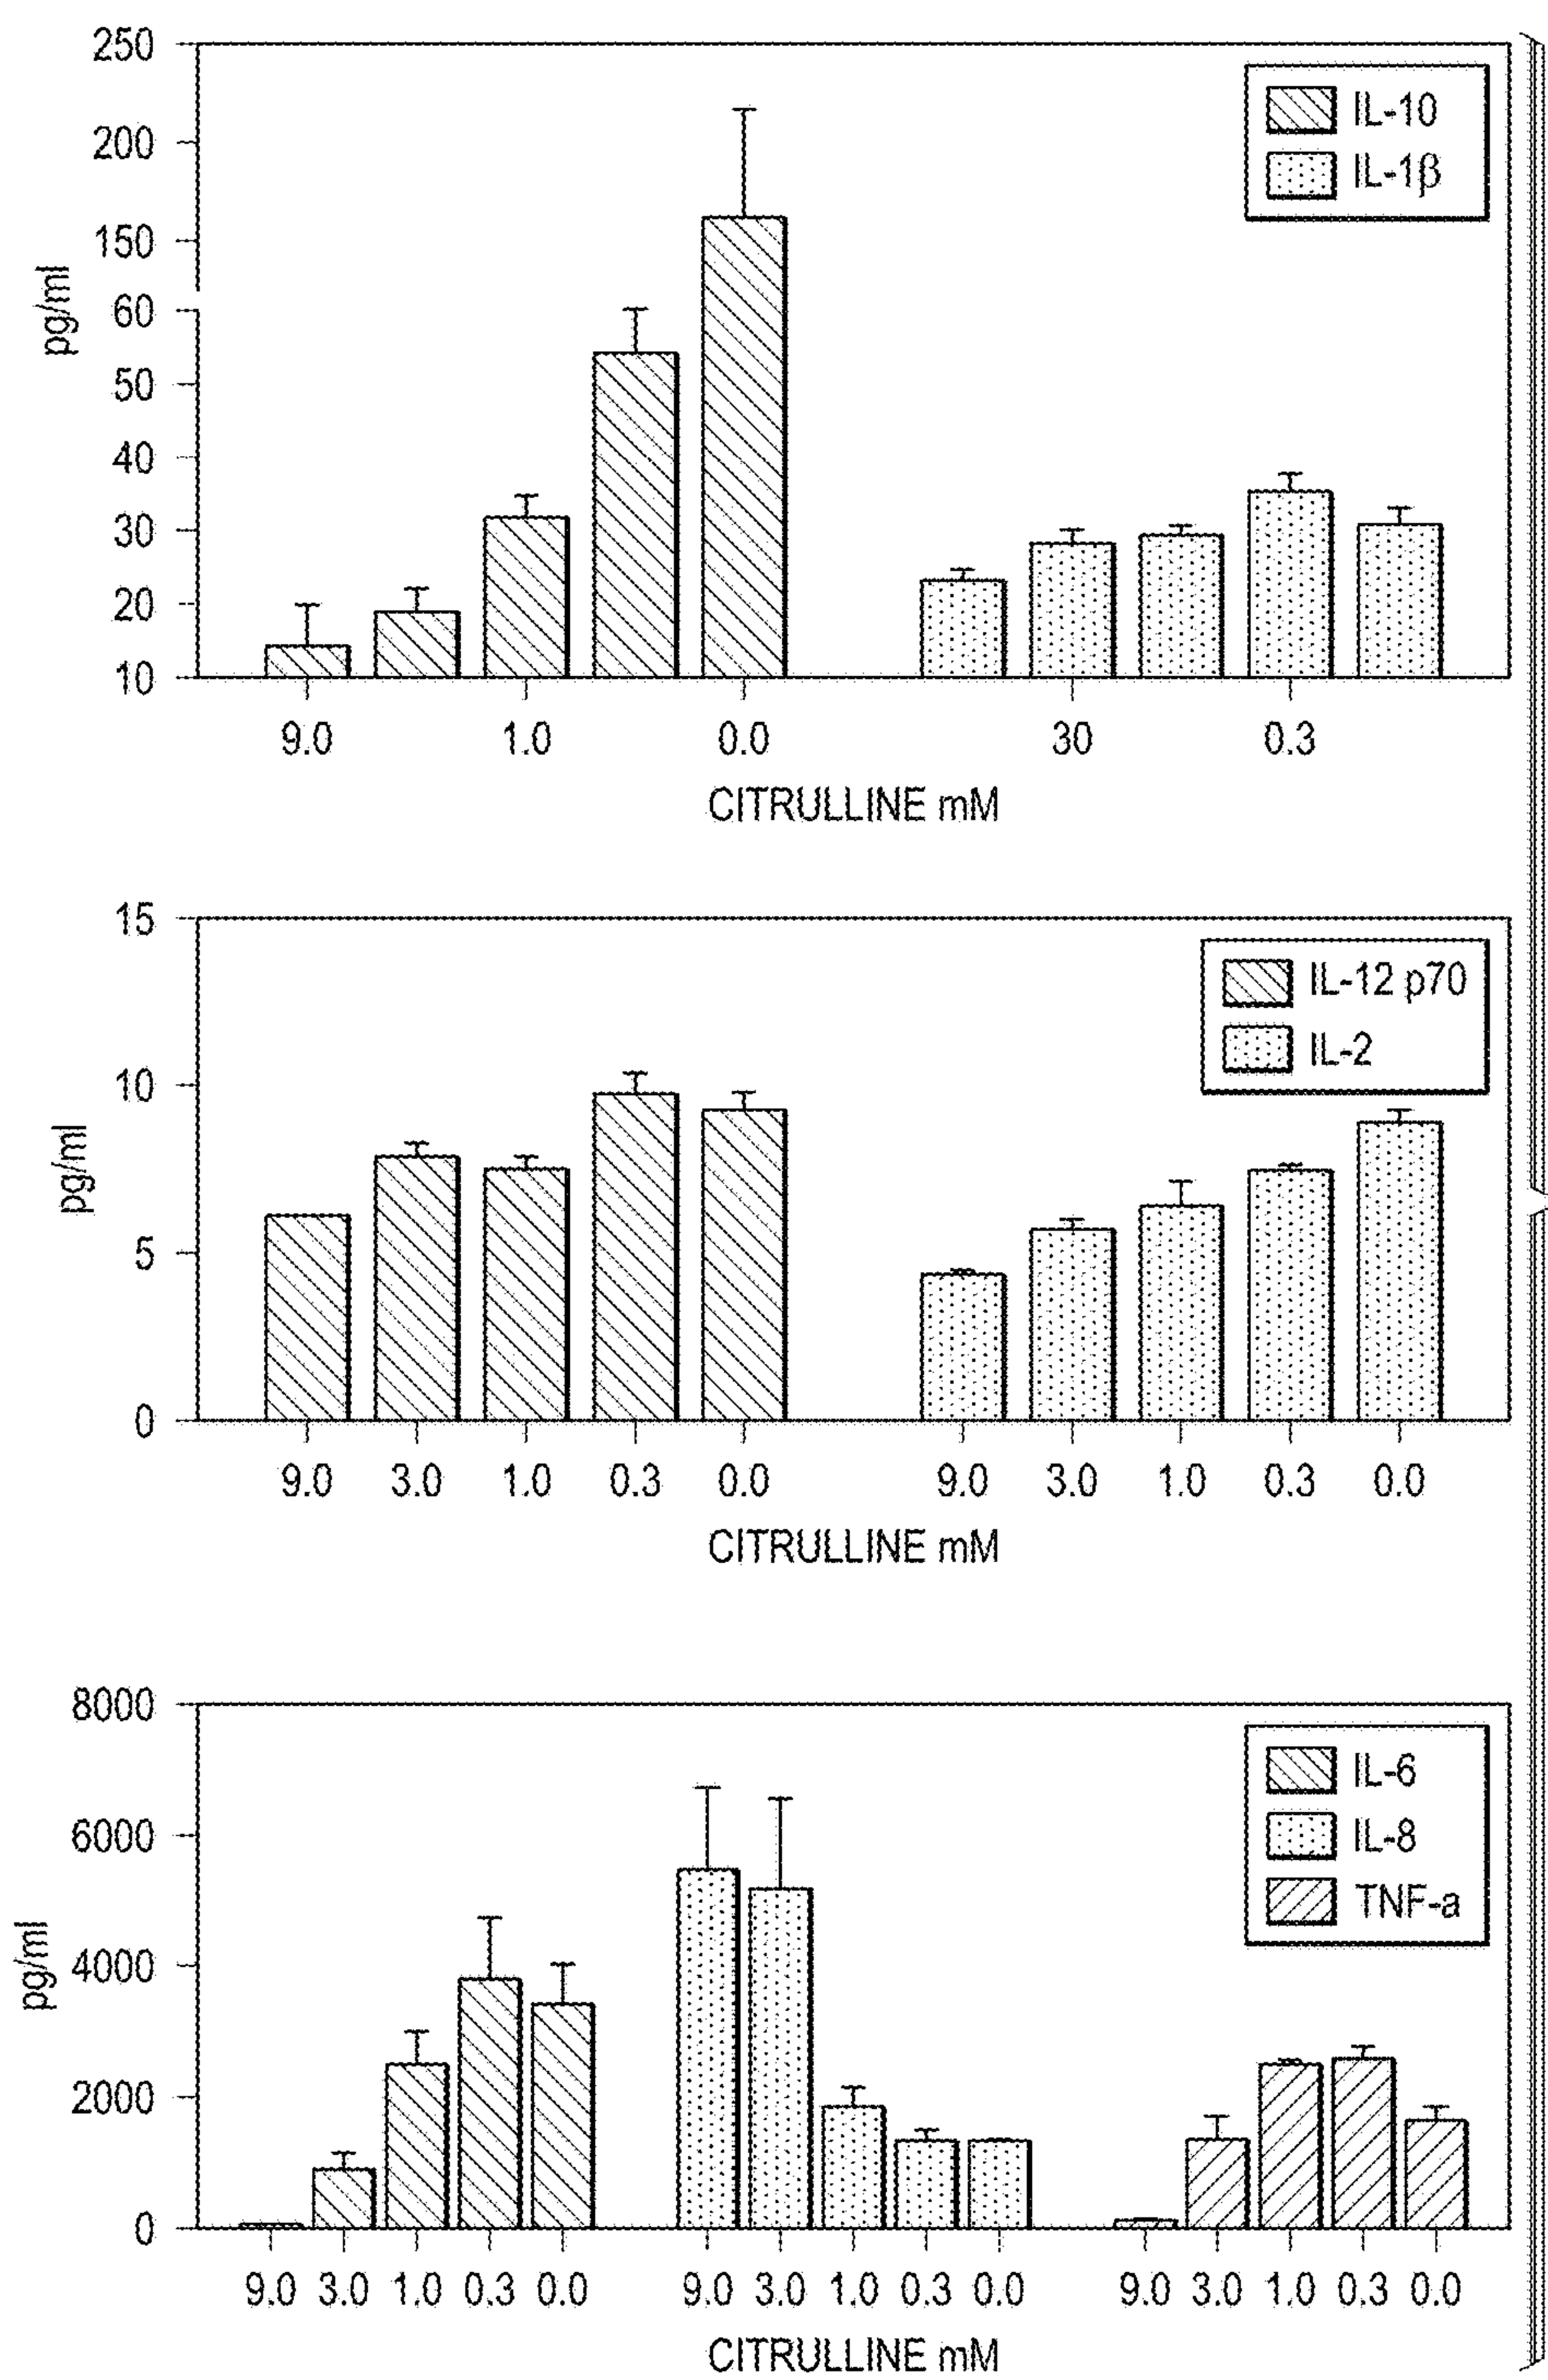 250
200
150
60
50
40
30
20
10
pg/ml
IL-10
IL-1β
9.0 1.0 0.0 30 0.3
CITRULLINE mM
15
10
5
0
pg/ml
IL-12 p70
IL-2
9.0 3.0 1.0 0.3 0.0 9.0 3.0 1.0 0.3 0.0
CITRULLINE mM
8000
6000
4000
2000
0
pg/ml
IL-6
IL-8
TNF-a
9.0 3.0 1.0 0.3 0.0 9.0 3.0 1.0 0.3 0.0 9.0 3.0 1.0 0.3 0.0
CITRULLINE mM